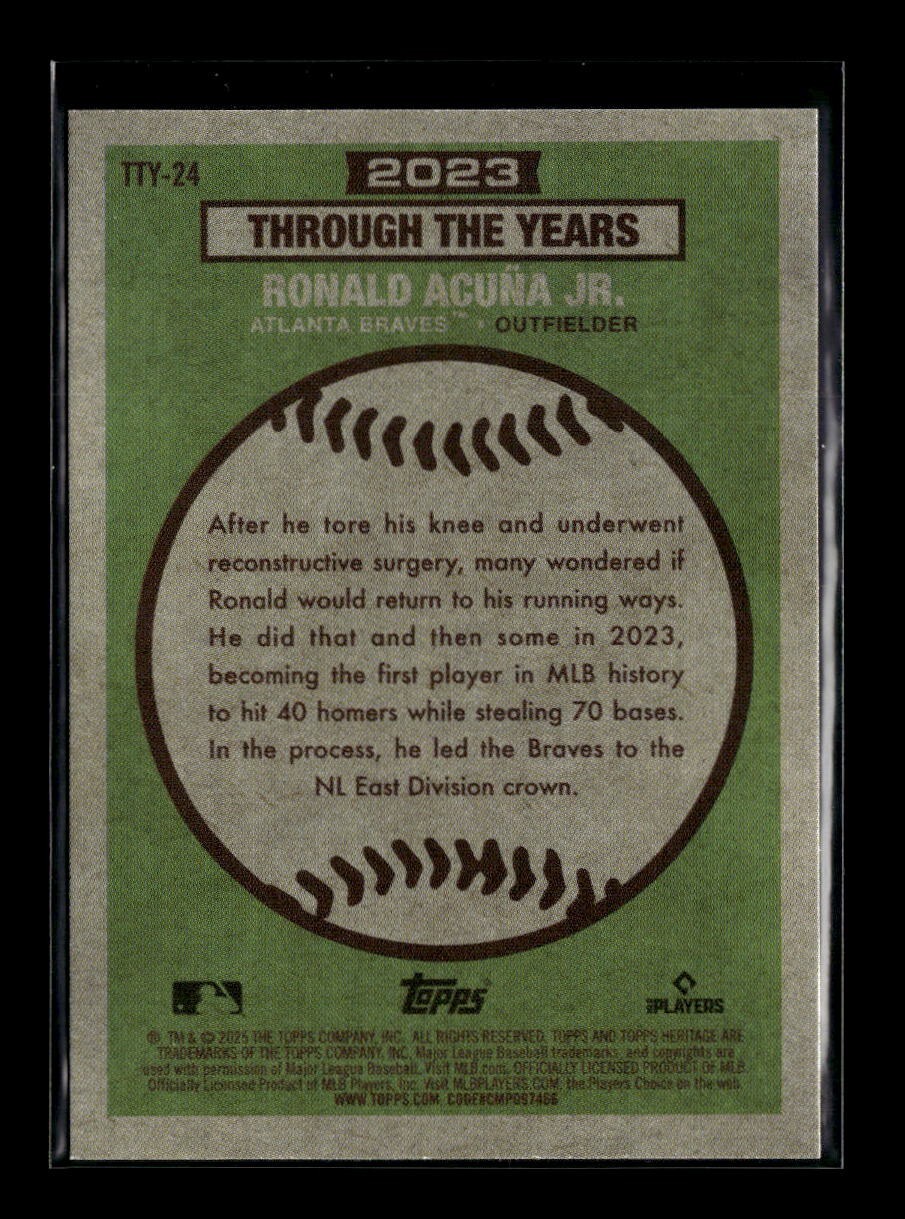 TTY-24
2023
THROUGH THE YEARS
RONALD ACUÑA JR.
ATLANTA BRAVES™ • OUTFIELDER
After he tore his knee and underwent
reconstructive surgery, many wondered if
Ronald would return to his running ways.
He did that and then some in 2023,
becoming the first player in MLB history
to hit 40 homers while stealing 70 bases.
In the process, he led the Braves to the
NL East Division crown.
topps
MLB PLAYERS
® TM & © 2025 THE TOPPS COMPANY, INC. ALL RIGHTS RESERVED. TOPPS AND TOPPS HERITAGE ARE
TRADEMARKS OF THE TOPPS COMPANY, INC. Major League Baseball trademarks and copyrights are
used with permission of Major League Baseball. Visit MLB.com. OFFICIALLY LICENSED PRODUCT OF MLB
Officially Licensed Product of MLB Players, Inc. Visit MLBPLAYERS.COM, the Players Choice on the web.
WWW.TOPPS.COM CODE#CMP097466